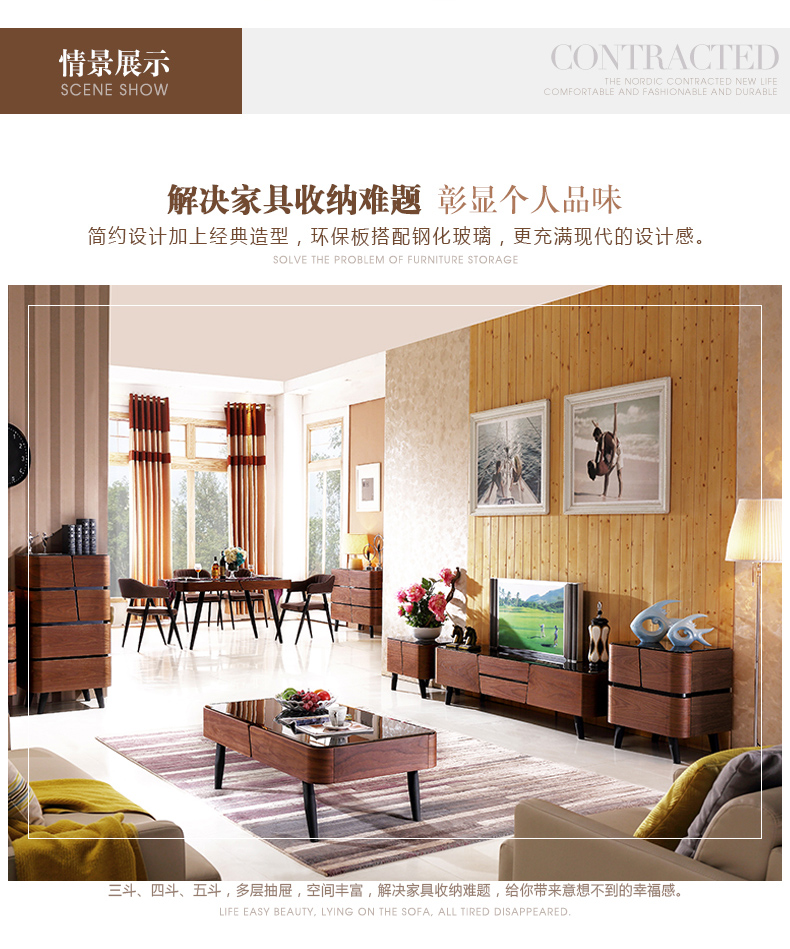 情景展示
SCENE SHOW
CONTRACTED
THE NORDIC CONTRACTED NEW LIFE
COMFORTABLE AND FASHIONABLE AND DURABLE
解决家具收纳难题 彰显个人品味
简约设计加上经典造型，环保板搭配钢化玻璃，更充满现代的设计感。
SOLVE THE PROBLEM OF FURNITURE STORAGE
三斗、四斗、五斗，多层抽屉，空间丰富，解决家具收纳难题，给你带来意想不到的幸福感。
LIFE EASY BEAUTY, LYING ON THE SOFA, ALL TIRED DISAPPEARED.